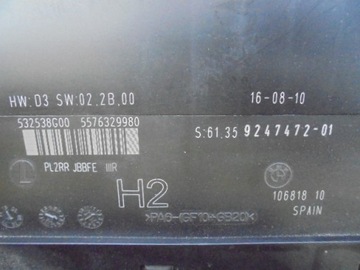 HW:D3 SW:02.2B.00 16-08-10
532538G00 5576329980
S:61.35 9247472-01
PL2RR JBBFE IIIR
H2
>PA6-(GF10+GB20)<
106818 10
SPAIN